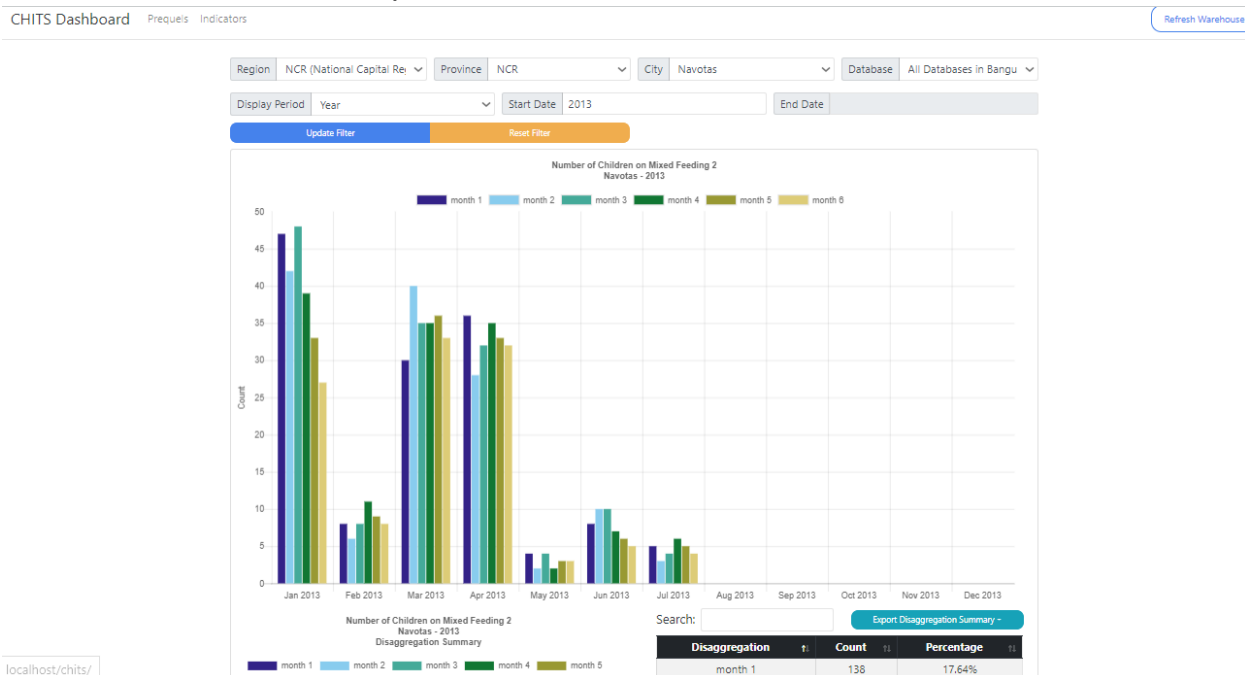 CHITS Dashboard Prequels Indicators Refresh Warehouse
Region NCR (National Capital Re Province NCR City Navotas Database All Databases in Bangu
Display Period Year Start Date 2013 End Date
Update Filter Reset Filter
Number of Children on Mixed Feeding 2
Navotas - 2013
month 1 month 2 month 3 month 4 month 5 month 6
50
45
40
35
30
25
20
15
10
5
0
Count
Jan 2013 Feb 2013 Mar 2013 Apr 2013 May 2013 Jun 2013 Jul 2013 Aug 2013 Sep 2013 Oct 2013 Nov 2013 Dec 2013
Number of Children on Mixed Feeding 2
Navotas - 2013
Disaggregation Summary
month 1 month 2 month 3 month 4 month 5
Search: Export Disaggregation Summary -
Disaggregation Count Percentage
month 1 138 17.64%
localhost/chits/